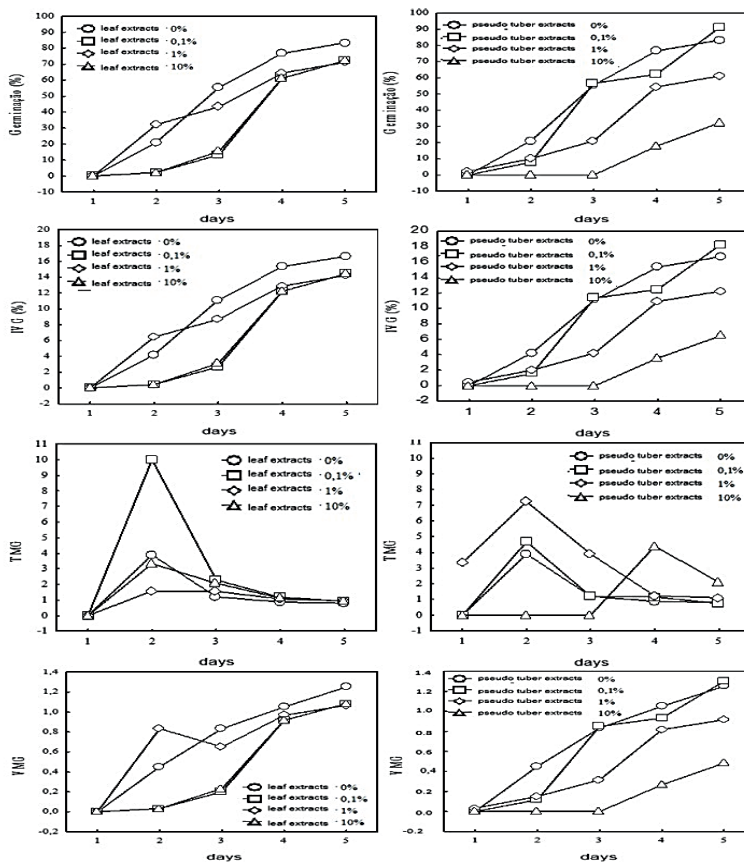 Germinação (%)
100
90
80
70
60
50
40
30
20
10
0
-10
leaf extracts · 0%
leaf extracts · 0,1%
leaf extracts · 1%
leaf extracts · 10%
1 2 3 4 5
days
Germinação (%)
100
90
80
70
60
50
40
30
20
10
0
-10
pseudo tuber extracts 0%
pseudo tuber extracts 0,1%
pseudo tuber extracts 1%
pseudo tuber extracts 10%
1 2 3 4 5
days
IVG (%)
20
18
16
14
12
10
8
6
4
2
0
-2
leaf extracts · 0%
leaf extracts · 0,1%
leaf extracts · 1%
leaf extracts · 10%
1 2 3 4 5
days
IVG (%)
20
18
16
14
12
10
8
6
4
2
0
-2
pseudo tuber extracts 0%
pseudo tuber extracts 0,1%
pseudo tuber extracts 1%
pseudo tuber extracts 10%
1 2 3 4 5
days
TMG
11
10
9
8
7
6
5
4
3
2
1
0
-1
leaf extracts · 0%
leaf extracts · 0,1%
leaf extracts · 1%
leaf extracts · 10%
1 2 3 4 5
days
TMG
11
10
9
8
7
6
5
4
3
2
1
0
-1
pseudo tuber extracts 0%
pseudo tuber extracts 0,1%
pseudo tuber extracts 1%
pseudo tuber extracts 10%
1 2 3 4 5
days
VMG
1,4
1,2
1,0
0,8
0,6
0,4
0,2
0,0
-0,2
leaf extracts · 0%
leaf extracts · 0,1%
leaf extracts · 1%
leaf extracts · 10%
1 2 3 4 5
days
VMG
1.4
1.2
1.0
0.8
0,6
0,4
0.2
0.0
-0.2
pseudo tuber extracts 0%
pseudo tuber extracts 0,1%
pseudo tuber extracts 1%
pseudo tuber extracts 10%
1 2 3 4 5
days